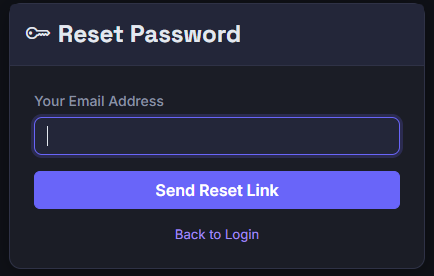 Reset Password
Your Email Address
Send Reset Link
Back to Login